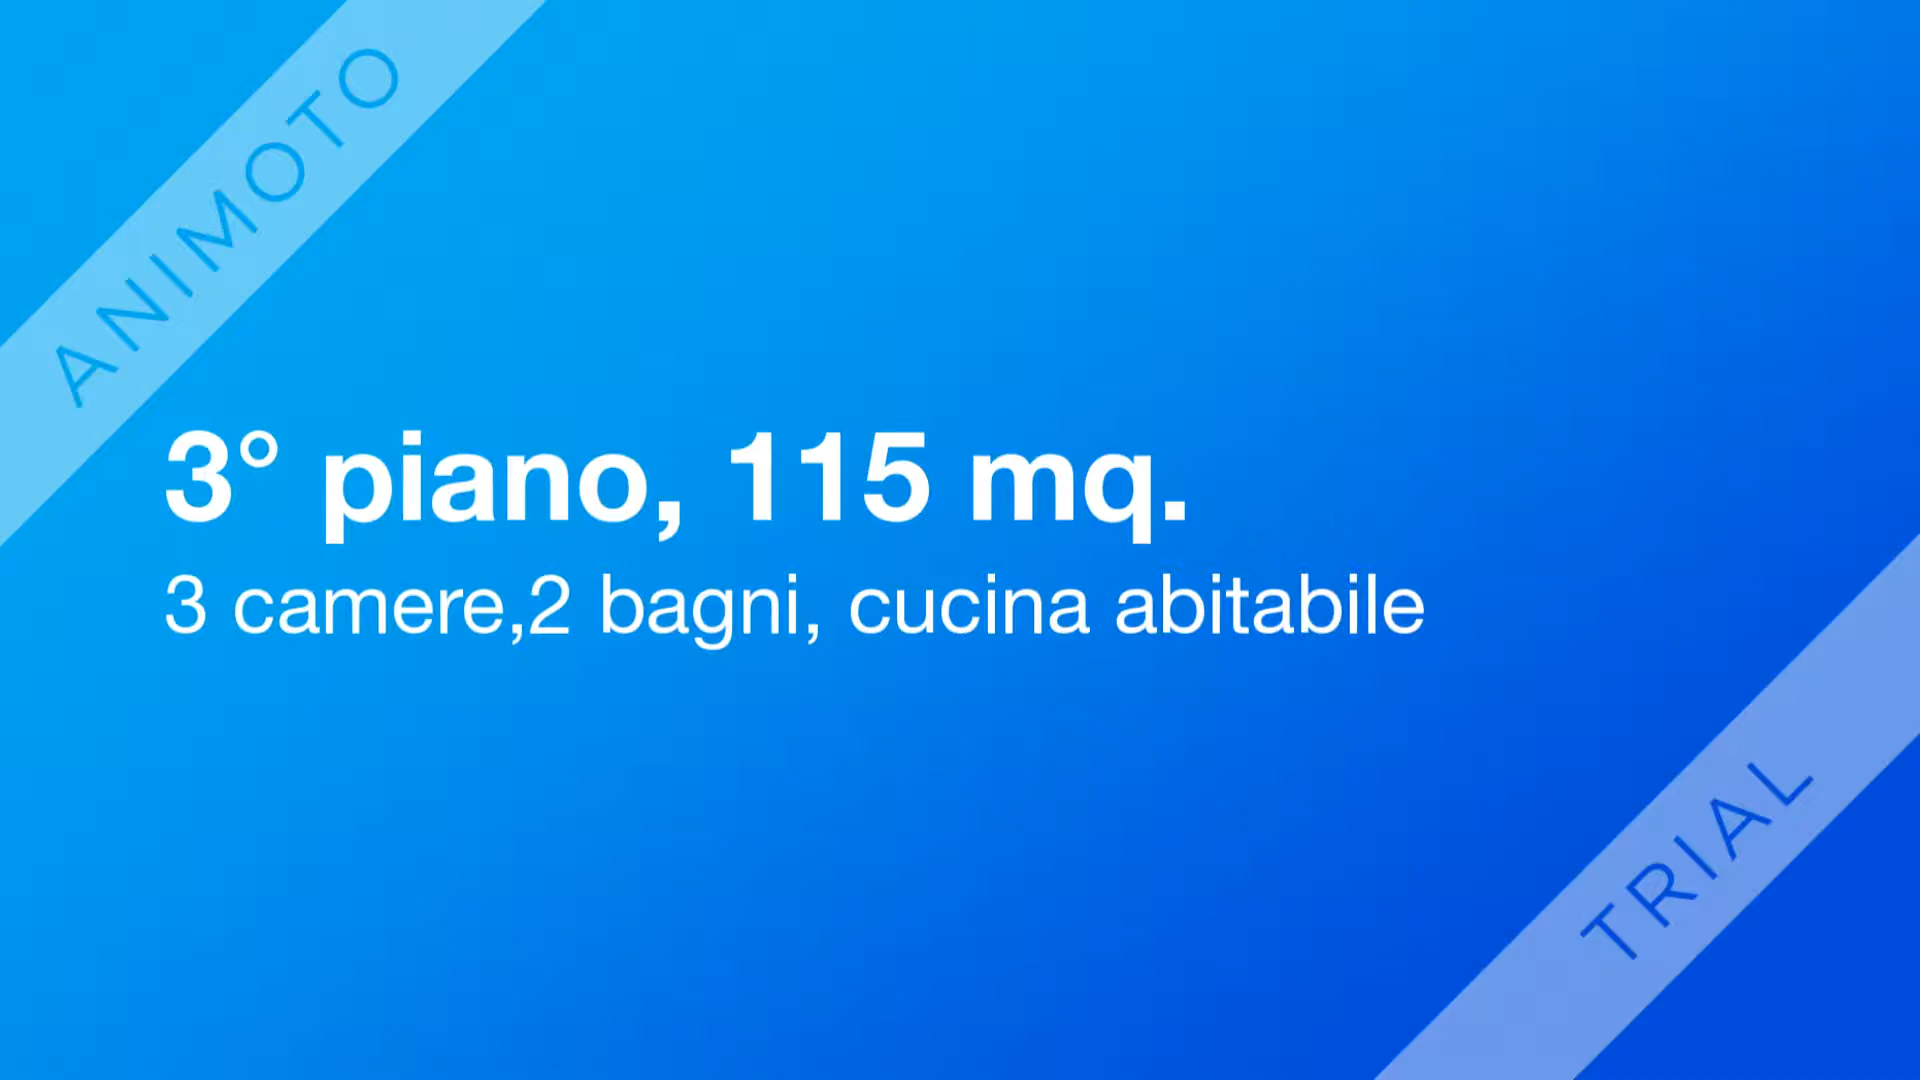 ANIMOTO
3° piano, 115 mq.
3 camere,2 bagni, cucina abitabile
TRIAL